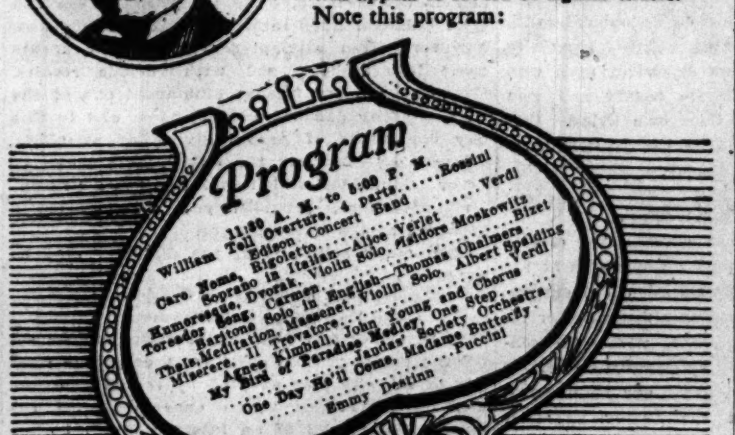 Note this program:
Program
11:30 A. M. to 5:00 P. M.
William Tell Overture, 4 parts......Rossini
Edison Concert Band
Caro Nome, Rigoletto..............Verdi
Soprano in Italian—Alice Verlet
Humoresque, Dvorak, Violin Solo, Isidore Moskowitz
Toreador Song, Carmen..............Bizet
Baritone Solo in English—Thomas Chalmers
Thais, Meditation, Massenet, Violin Solo, Albert Spalding
Miserere, Il Trevatore..............Verdi
Agnes Kimball, John Young and Chorus
My Bird of Paradise Medley, One Step......
..........Jaudas' Society Orchestra
One Day He'll Come, Madame Butterfly
..............Puccini
Emmy Destinn